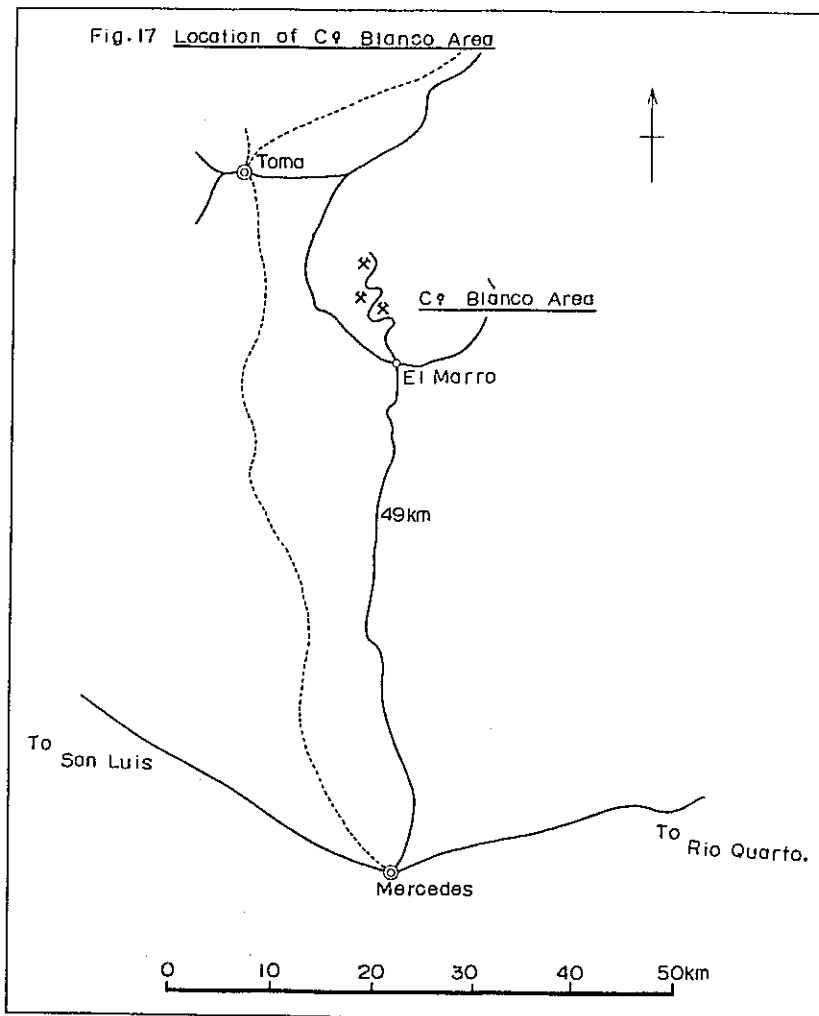 Fig.17 Location of Cº Blanco Area
Toma
Cº Blanco Area
El Marro
49km
To San Luis
To Rio Quarto.
Mercedes
0 10 20 30 40 50km